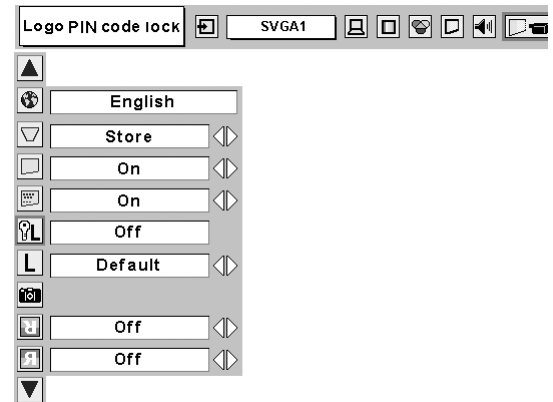 Logo PIN code lock
SVGA1
English
Store
On
On
L Off
L Default
Off
Off